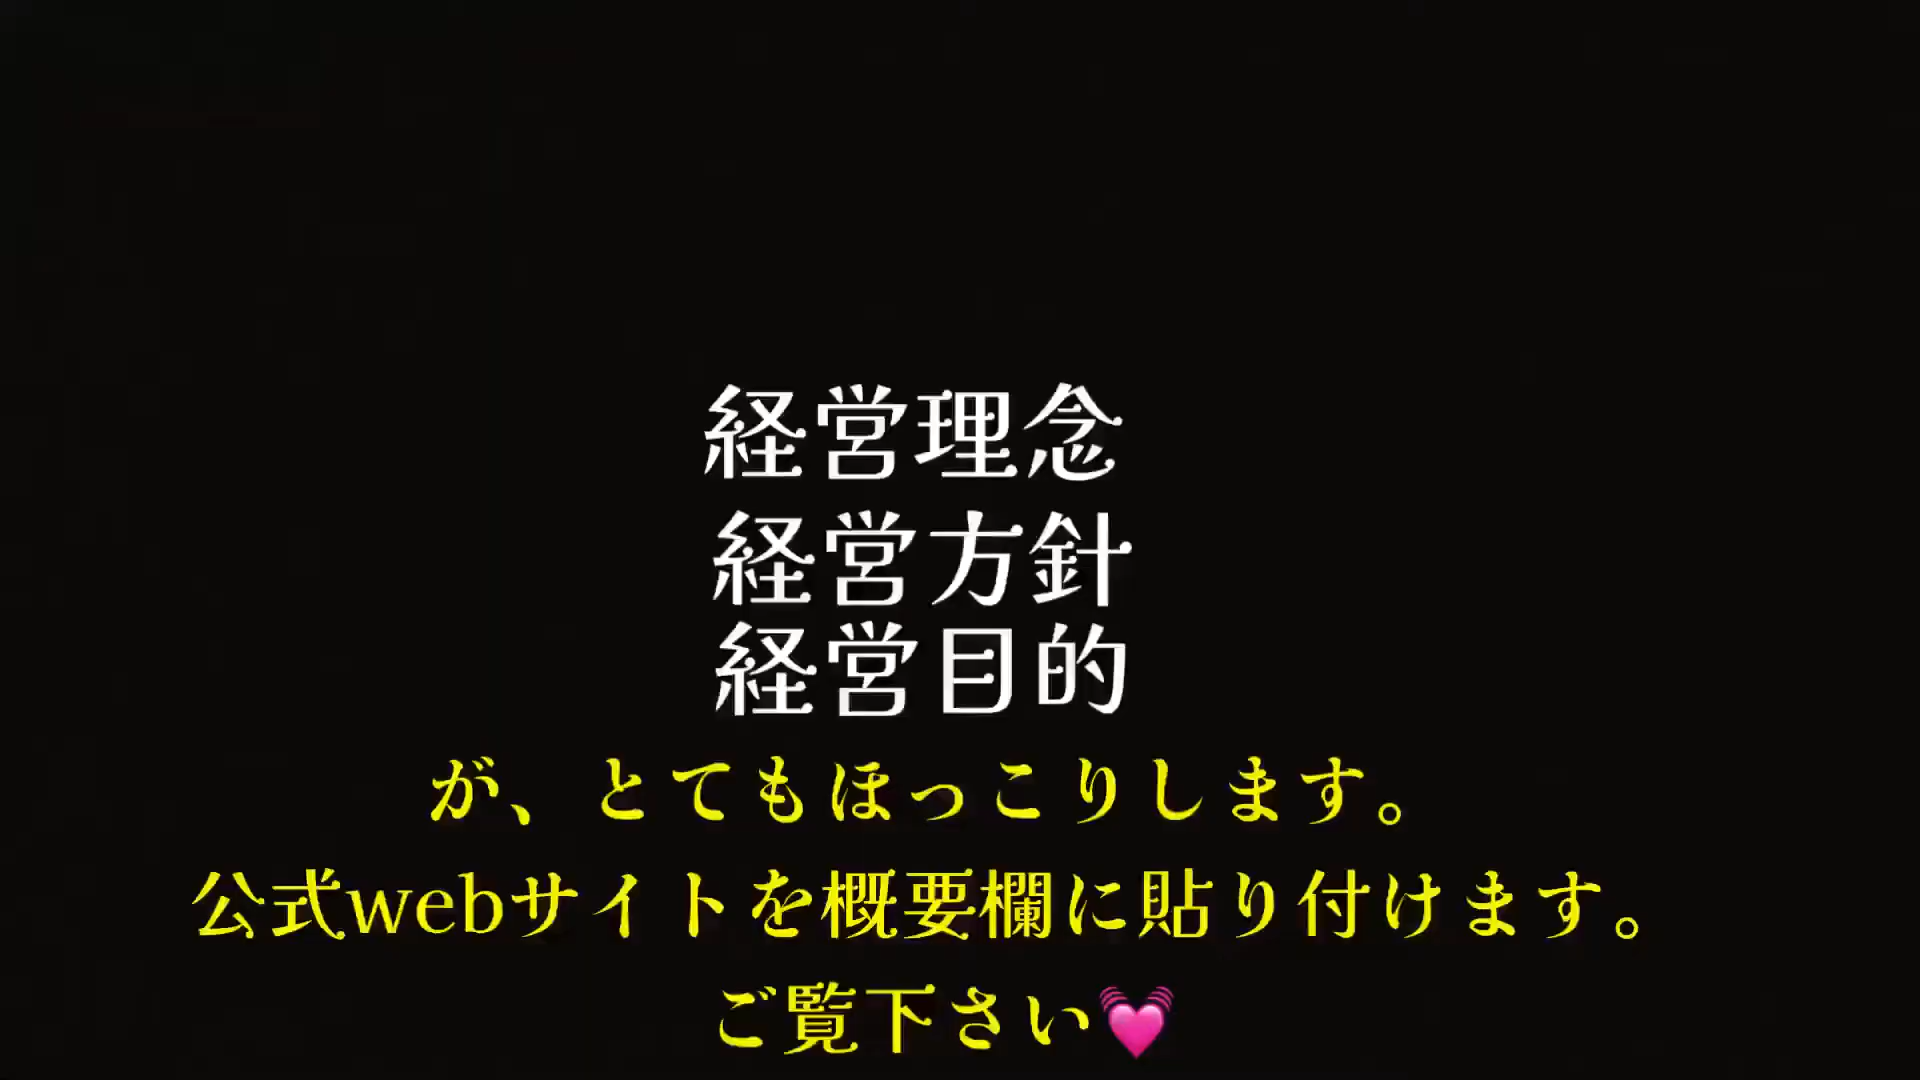 経営理念
経営方針
経営目的
が、とてもほっこりします。
公式webサイトを概要欄に貼り付けます。
ご覧下さい💓